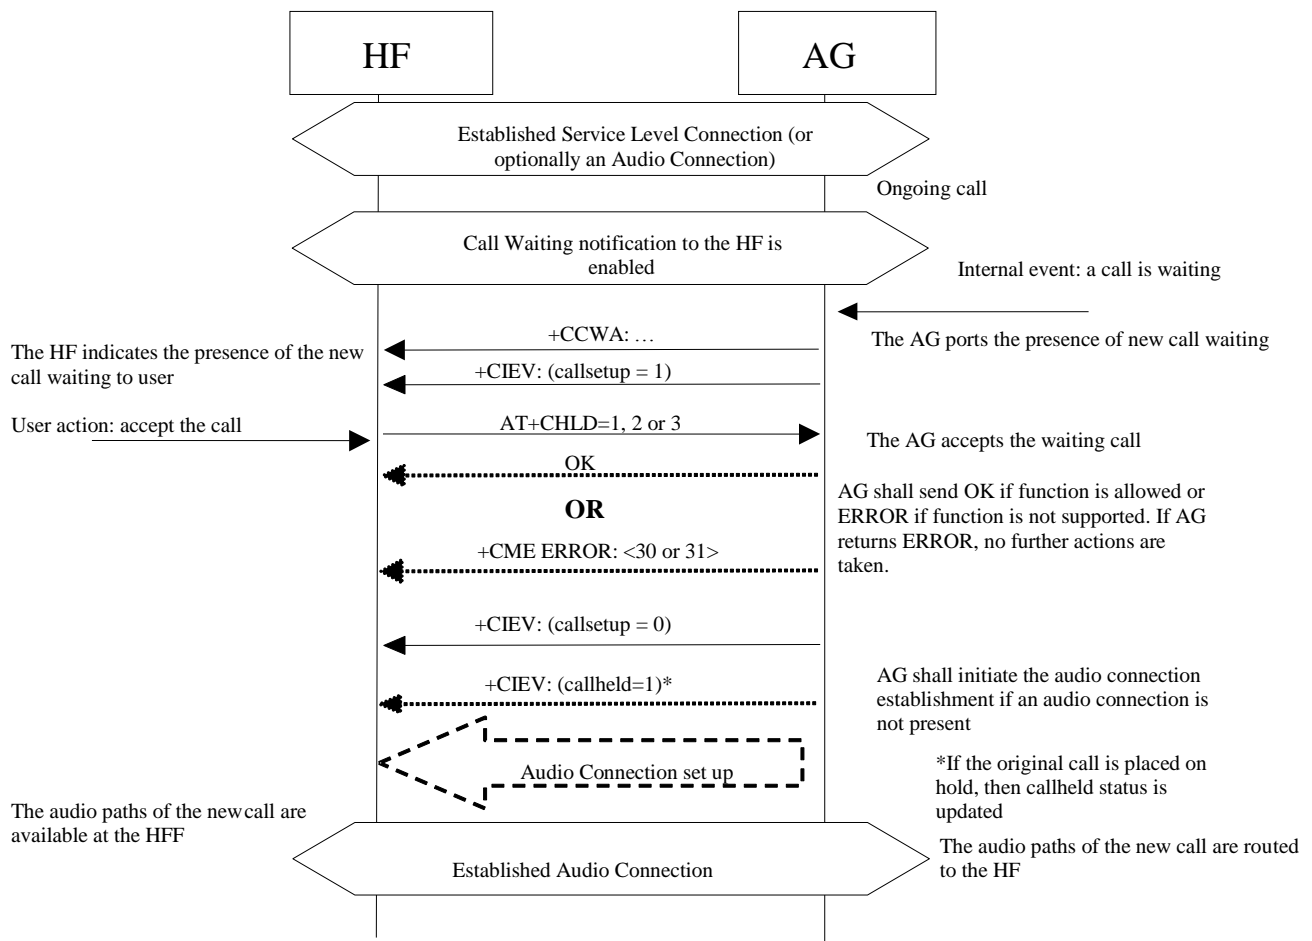 HF
AG
Established Service Level Connection (or
optionally an Audio Connection)
Ongoing call
Call Waiting notification to the HF is
enabled
Internal event: a call is waiting
+CCWA: …
The AG ports the presence of new call waiting
The HF indicates the presence of the new
call waiting to user
+CIEV: (callsetup = 1)
User action: accept the call
AT+CHLD=1, 2 or 3
The AG accepts the waiting call
OK
AG shall send OK if function is allowed or
ERROR if function is not supported. If AG
returns ERROR, no further actions are
taken.
OR
+CME ERROR: <30 or 31>
+CIEV: (callsetup = 0)
+CIEV: (callheld=1)*
AG shall initiate the audio connection
establishment if an audio connection is
not present
Audio Connection set up
*If the original call is placed on
hold, then callheld status is
updated
The audio paths of the newcall are
available at the HFF
The audio paths of the new call are routed
to the HF
Established Audio Connection